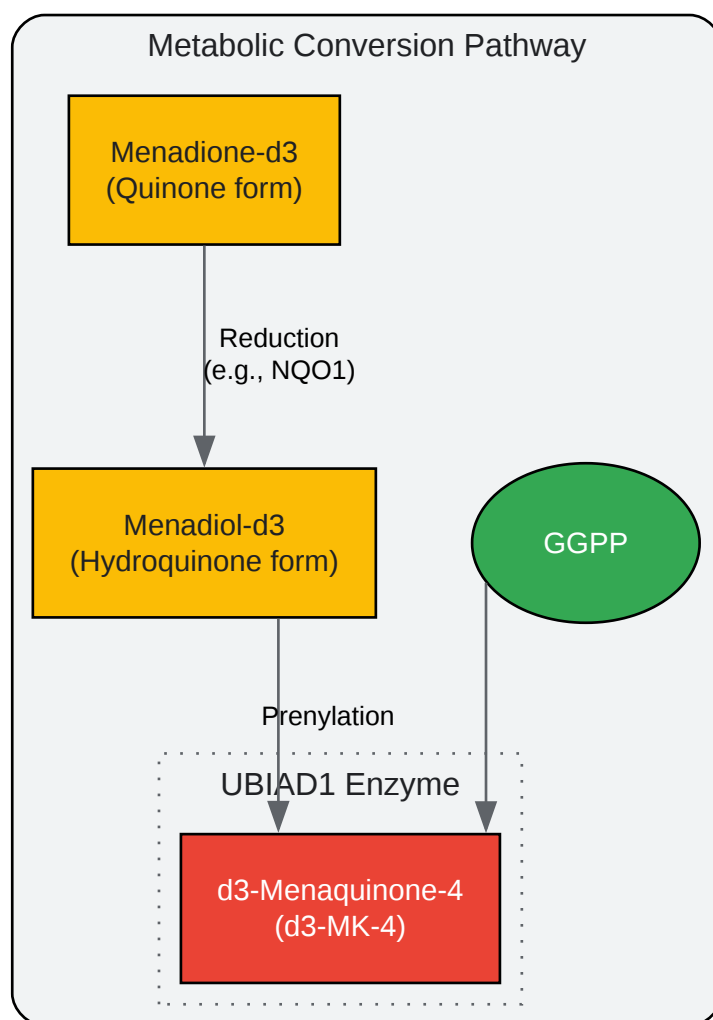 Metabolic Conversion Pathway
Menadione-d3
(Quinone form)
Reduction
(e.g., NQO1)
Menadiol-d3
(Hydroquinone form)
GGPP
Prenylation
UBIAD1 Enzyme
d3-Menaquinone-4
(d3-MK-4)